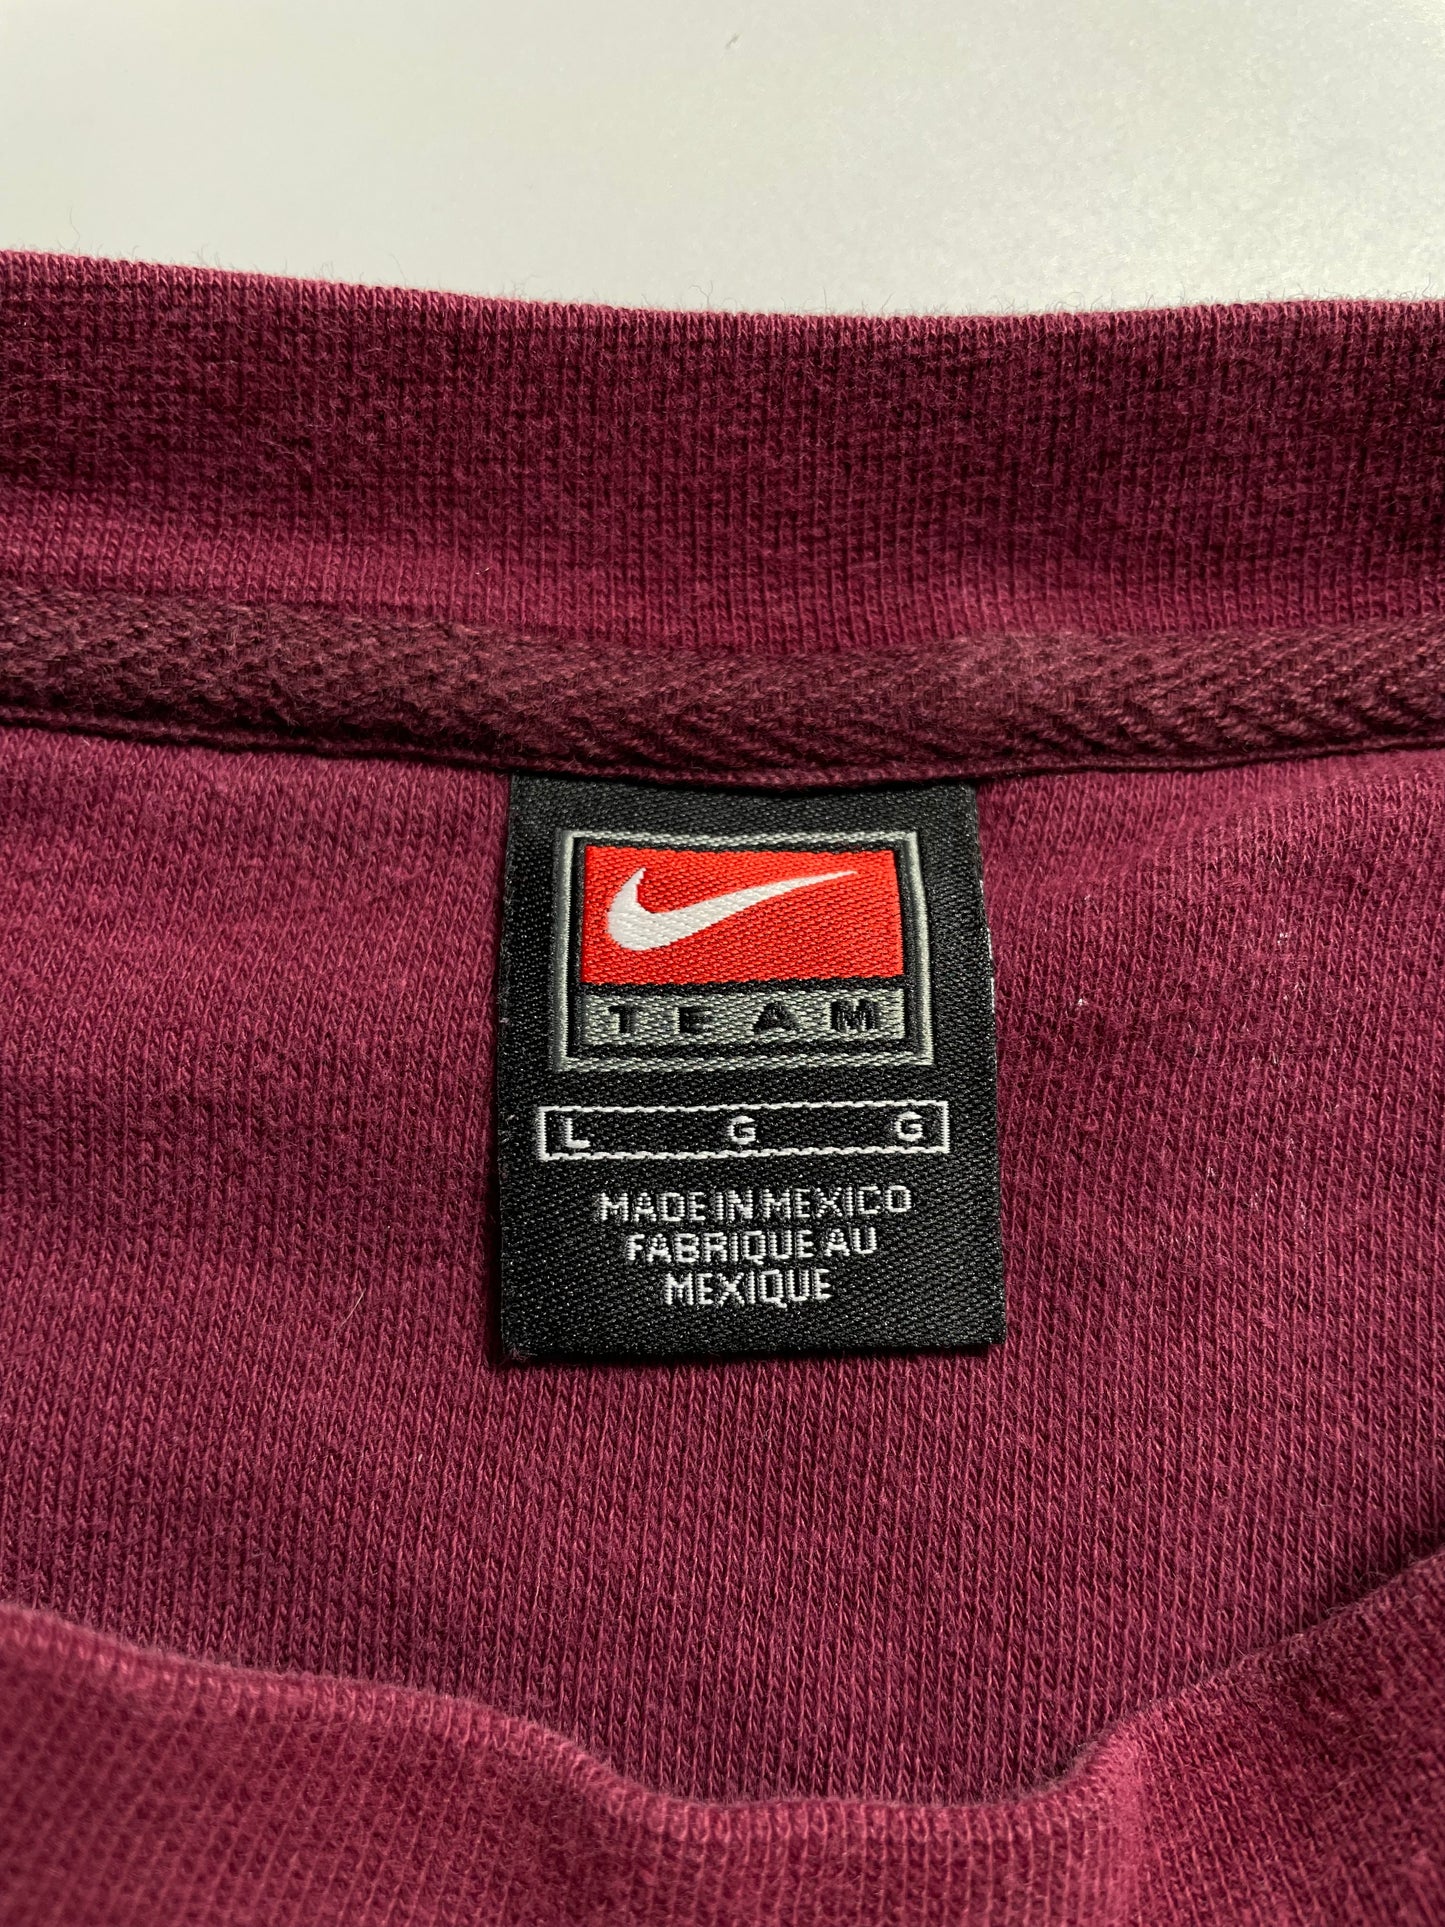 TEAM
L G G
MADE IN MEXICO
FABRIQUE AU
MEXIQUE